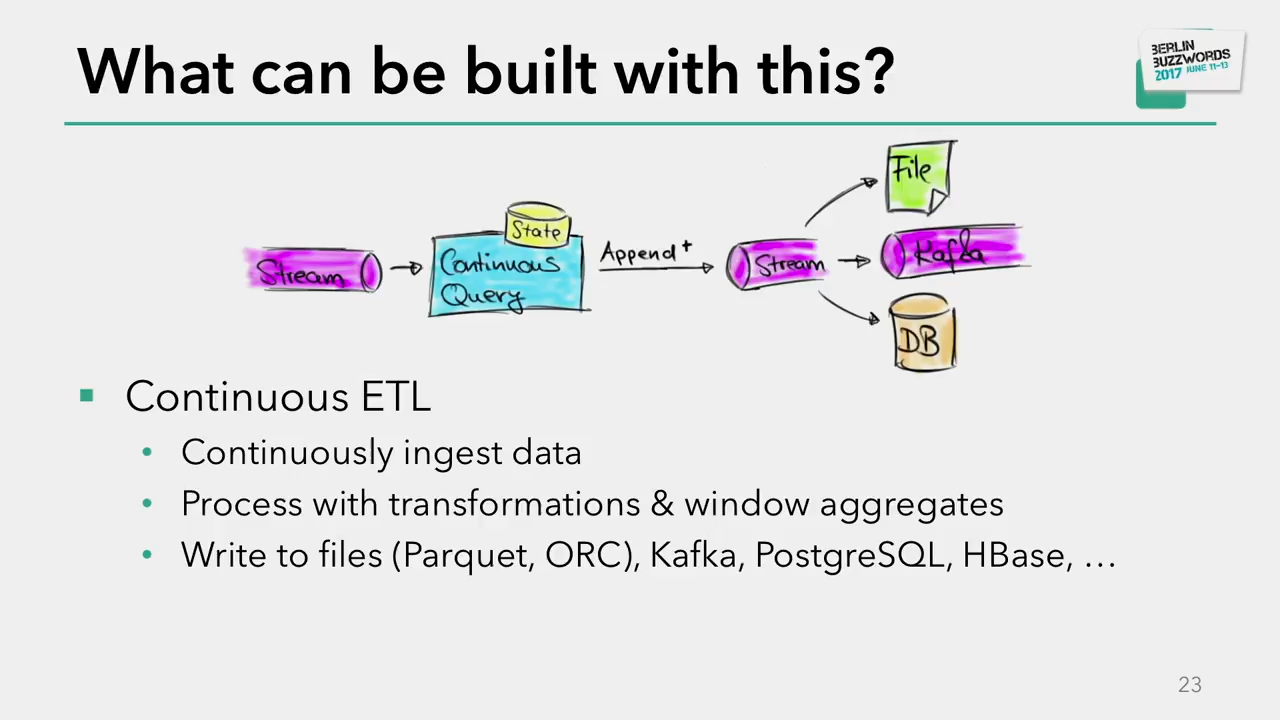 What can be built with this?
BERLIN
BUZZWORDS
2017 JUNE 11-13
File
State
Stream
Continuous
Query
Append+
Stream
Kafka
DB
Continuous ETL
Continuously ingest data
Process with transformations & window aggregates
Write to files (Parquet, ORC), Kafka, PostgreSQL, HBase, …
23